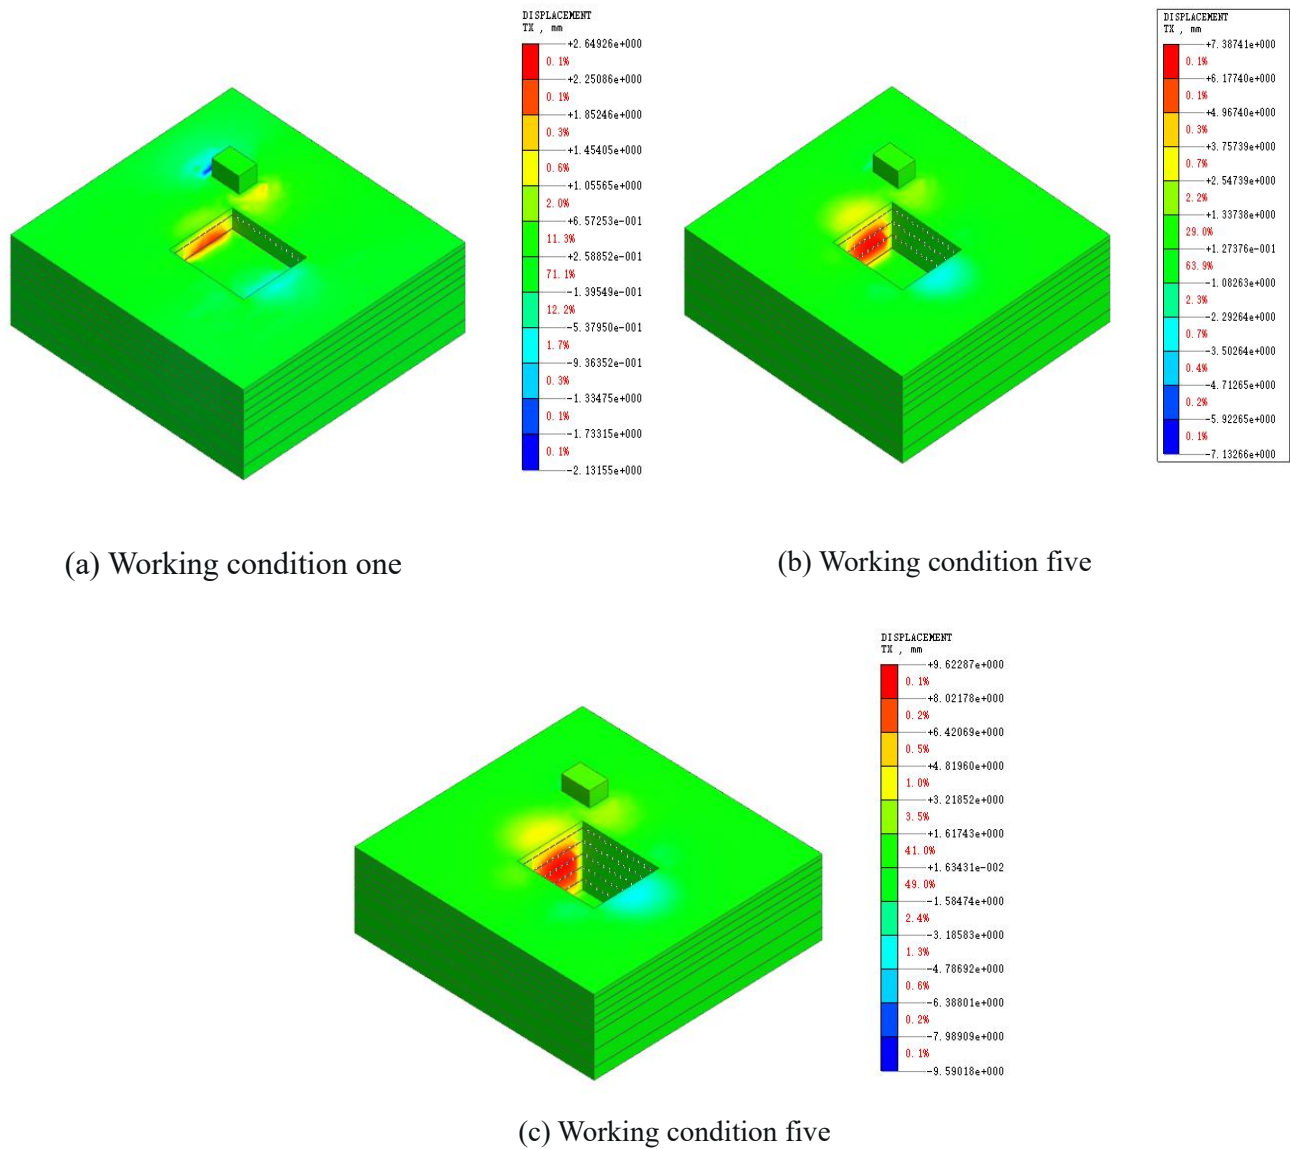 DISPLACEMENT
TX , mm
+2.64926e+000
0.1%
+2.25086e+000
0.1%
+1.85246e+000
0.3%
+1.45405e+000
0.6%
+1.05565e+000
2.0%
+6.57253e-001
11.3%
+2.58852e-001
71.1%
-1.39549e-001
12.2%
-5.37950e-001
1.7%
-9.36352e-001
0.3%
-1.33475e+000
0.1%
-1.73315e+000
0.1%
-2.13155e+000
(a) Working condition one
DISPLACEMENT
TX , mm
+7.38741e+000
0.1%
+6.17740e+000
0.1%
+4.96740e+000
0.3%
+3.75739e+000
0.7%
+2.54739e+000
2.2%
+1.33738e+000
29.0%
+1.27376e-001
63.9%
-1.08263e+000
2.3%
-2.29264e+000
0.7%
-3.50264e+000
0.4%
-4.71265e+000
0.2%
-5.92265e+000
0.1%
-7.13266e+000
(b) Working condition five
DISPLACEMENT
TX , mm
+9.62287e+000
0.1%
+8.02178e+000
0.2%
+6.42069e+000
0.5%
+4.81960e+000
1.0%
+3.21852e+000
3.5%
+1.61743e+000
41.0%
+1.63431e-002
49.0%
-1.58474e+000
2.4%
-3.18583e+000
1.3%
-4.78692e+000
0.6%
-6.38801e+000
0.2%
-7.98909e+000
0.1%
-9.59018e+000
(c) Working condition five